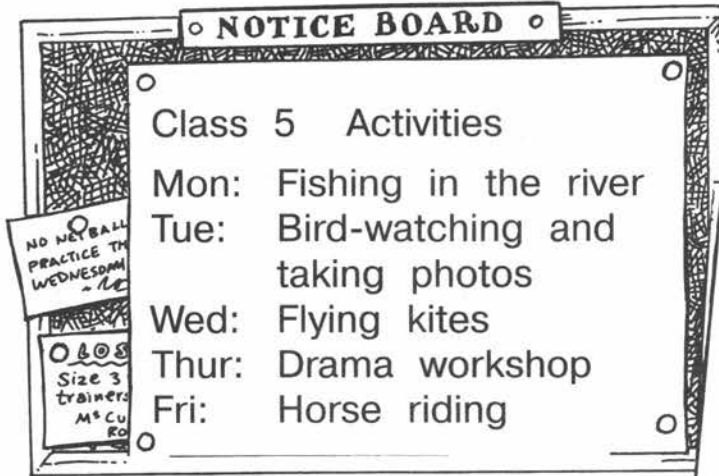 NOTICE BOARD
Class 5 Activities
Mon: Fishing in the river
Tue: Bird-watching and
taking photos
Wed: Flying kites
Thur: Drama workshop
Fri: Horse riding
NO NETBALL
PRACTICE
WEDNESDAY
Size 3
trainers
Ms